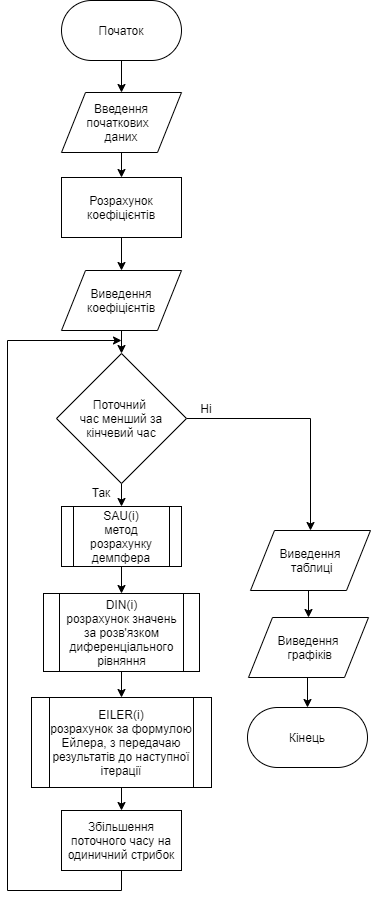 Початок
Введення
початкових
даних
Розрахунок
коефіцієнтів
Виведення
коефіцієнтів
Поточний
час менший за
кінчевий час
Ні
Так
SAU(i)
метод
розрахунку
демпфера
DIN(i)
розрахунок значень
за розв'язком
диференціального
рівняння
EILER(i)
розрахунок за формулою
Ейлера, з передачаю
результатів до наступної
ітерації
Збільшення
поточного часу на
одиничний стрибок
Виведення
таблиці
Виведення
графіків
Кінець